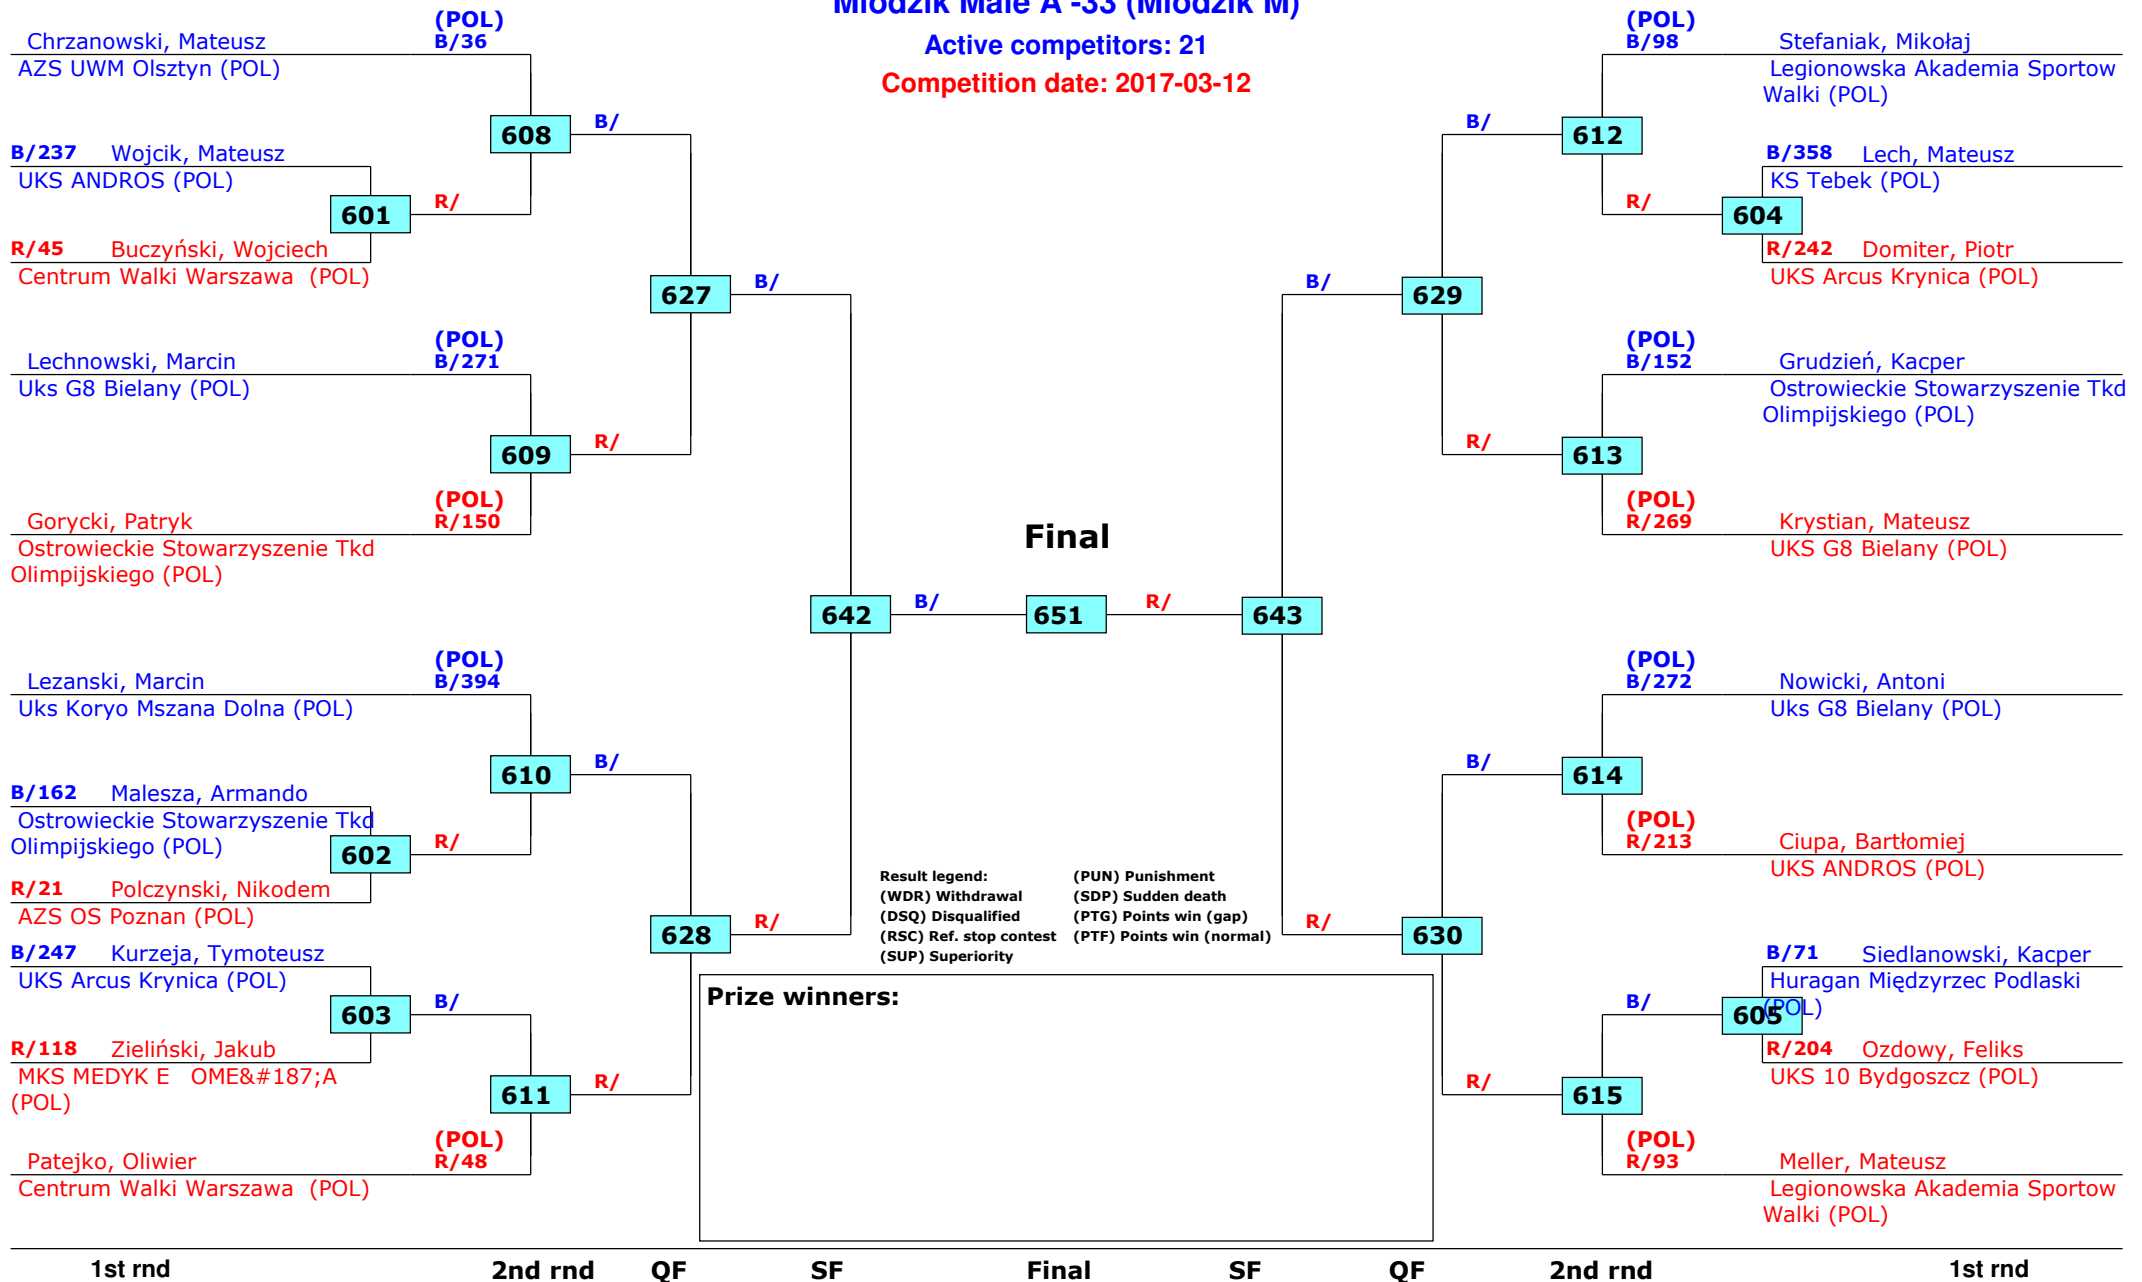 Mlodzik Male A -33 (Mlodzik M)
Active competitors: 21
Competition date: 2017-03-12
(POL)
Chrzanowski, Mateusz B/36
AZS UWM Olsztyn (POL)
608
B/
B/237 Wojcik, Mateusz
UKS ANDROS (POL)
601
R/
R/45 Buczyński, Wojciech
Centrum Walki Warszawa (POL)
627
B/
(POL)
Lechnowski, Marcin B/271
Uks G8 Bielany (POL)
609
R/
(POL)
Gorycki, Patryk R/150
Ostrowieckie Stowarzyszenie Tkd
Olimpijskiego (POL)
642
B/
(POL)
Lezanski, Marcin B/394
Uks Koryo Mszana Dolna (POL)
610
B/
B/162 Malesza, Armando
Ostrowieckie Stowarzyszenie Tkd
Olimpijskiego (POL)
602
R/
R/21 Polczynski, Nikodem
AZS OS Poznan (POL)
628
R/
B/247 Kurzeja, Tymoteusz
UKS Arcus Krynica (POL)
603
B/
R/118 Zieliński, Jakub
MKS MEDYK E OME&#187;A
(POL)
611
R/
(POL)
Patejko, Oliwier R/48
Centrum Walki Warszawa (POL)
Final
651
R/
643
(POL)
B/98 Stefaniak, Mikołaj
Legionowska Akademia Sportow
Walki (POL)
B/
612
B/358 Lech, Mateusz
KS Tebek (POL)
R/
604
R/242 Domiter, Piotr
UKS Arcus Krynica (POL)
B/
629
(POL)
B/152 Grudzień, Kacper
Ostrowieckie Stowarzyszenie Tkd
Olimpijskiego (POL)
R/
613
(POL)
R/269 Krystian, Mateusz
UKS G8 Bielany (POL)
(POL)
B/272 Nowicki, Antoni
Uks G8 Bielany (POL)
B/
614
(POL)
R/213 Ciupa, Bartłomiej
UKS ANDROS (POL)
R/
630
B/71 Siedlanowski, Kacper
Huragan Międzyrzec Podlaski
(POL)
B/
605
R/204 Ozdowy, Feliks
UKS 10 Bydgoszcz (POL)
R/
615
(POL)
R/93 Meller, Mateusz
Legionowska Akademia Sportow
Walki (POL)
Result legend: (PUN) Punishment
(WDR) Withdrawal (SDP) Sudden death
(DSQ) Disqualified (PTG) Points win (gap)
(RSC) Ref. stop contest (PTF) Points win (normal)
(SUP) Superiority
Prize winners:
1st rnd 2nd rnd QF SF Final SF QF 2nd rnd 1st rnd